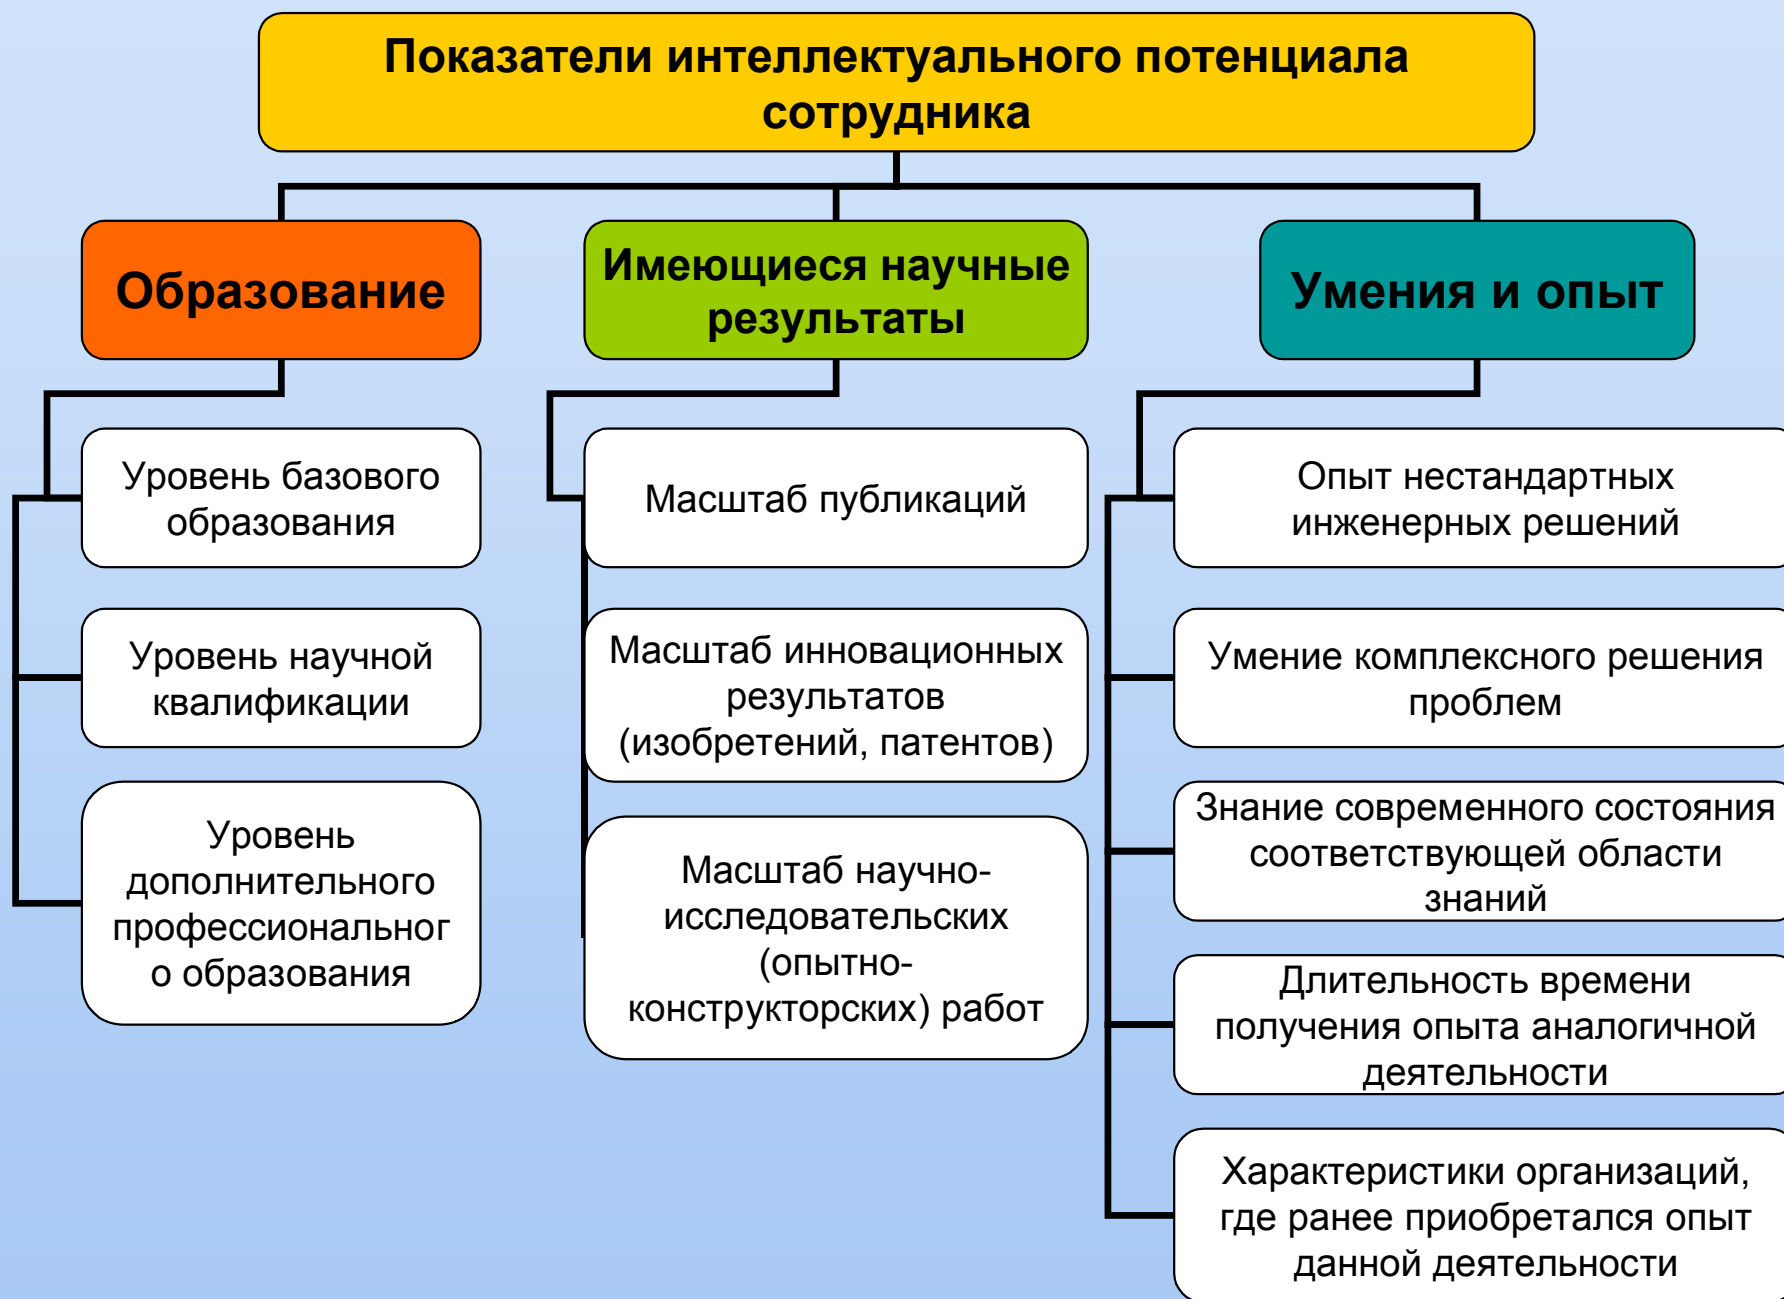 Показатели интеллектуального потенциала
сотрудника
Образование
Имеющиеся научные
результаты
Умения и опыт
Уровень базового
образования
Уровень научной
квалификации
Уровень
дополнительного
профессиональног
о образования
Масштаб публикаций
Масштаб инновационных
результатов
(изобретений, патентов)
Масштаб научно-
исследовательских
(опытно-
конструкторских) работ
Опыт нестандартных
инженерных решений
Умение комплексного решения
проблем
Знание современного состояния
соответствующей области
знаний
Длительность времени
получения опыта аналогичной
деятельности
Характеристики организаций,
где ранее приобретался опыт
данной деятельности